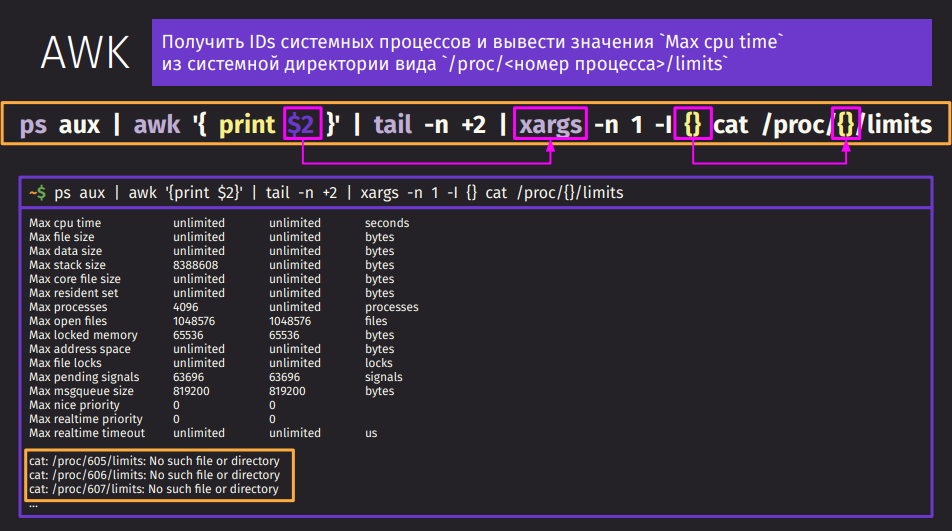 AWK
Получить IDs системных процессов и вывести значения `Max cpu time`
из системной директории вида `/proc/<номер процесса>/limits`
ps aux | awk '{ print $2 }' | tail -n +2 | xargs -n 1 -I {} cat /proc/{}/limits
~$ ps aux | awk '{print $2}' | tail -n +2 | xargs -n 1 -I {} cat /proc/{}/limits
Max cpu time unlimited unlimited seconds
Max file size unlimited unlimited bytes
Max data size unlimited unlimited bytes
Max stack size 8388608 unlimited bytes
Max core file size unlimited unlimited bytes
Max resident set unlimited unlimited bytes
Max processes 4096 unlimited processes
Max open files 1048576 1048576 files
Max locked memory 65536 65536 bytes
Max address space unlimited unlimited bytes
Max file locks unlimited unlimited locks
Max pending signals 63696 63696 signals
Max msgqueue size 819200 819200 bytes
Max nice priority 0 0
Max realtime priority 0 0
Max realtime timeout unlimited unlimited us
cat: /proc/605/limits: No such file or directory
cat: /proc/606/limits: No such file or directory
cat: /proc/607/limits: No such file or directory
...